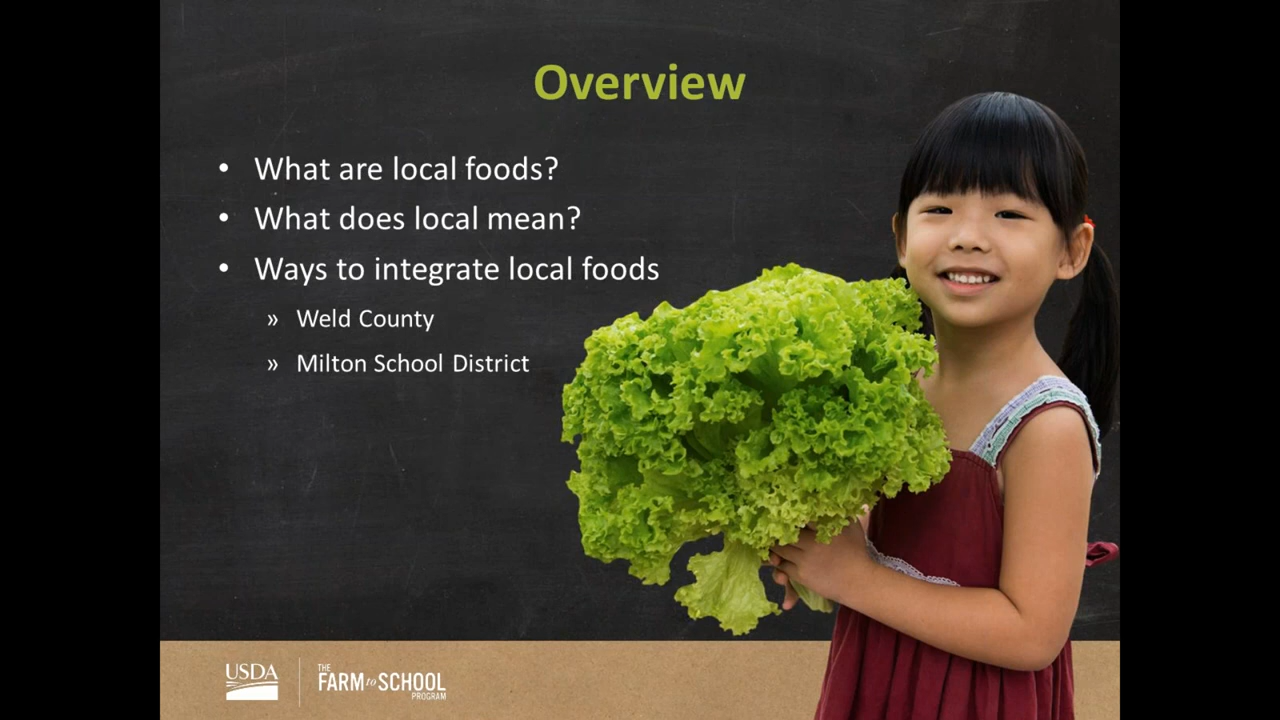 Overview
• What are local foods?
• What does local mean?
• Ways to integrate local foods
» Weld County
» Milton School District
USDA
THE
FARM to SCHOOL
PROGRAM